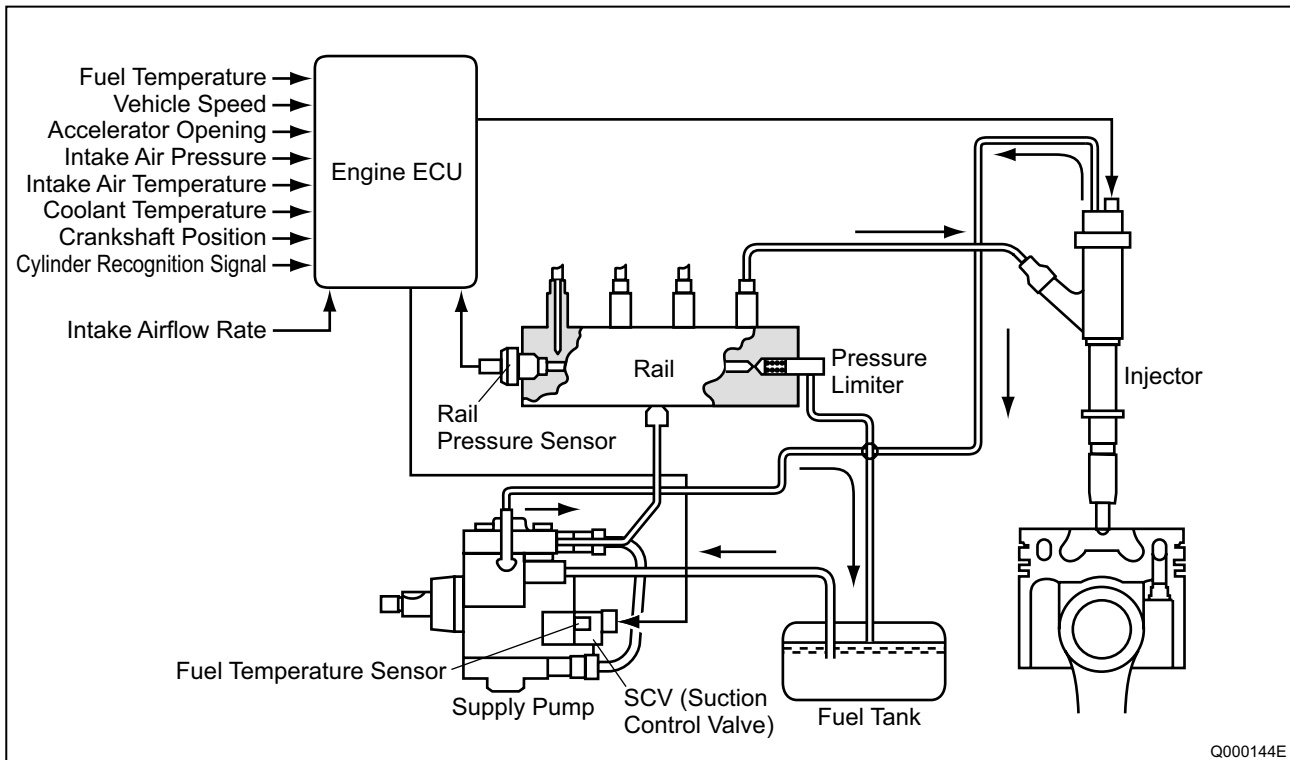 Fuel Temperature
Vehicle Speed
Accelerator Opening
Intake Air Pressure
Intake Air Temperature
Coolant Temperature
Crankshaft Position
Cylinder Recognition Signal
Intake Airflow Rate
Engine ECU
Rail
Pressure
Limiter
Injector
Rail
Pressure Sensor
Fuel Temperature Sensor
Supply Pump
SCV (Suction
Control Valve)
Fuel Tank
Q000144E